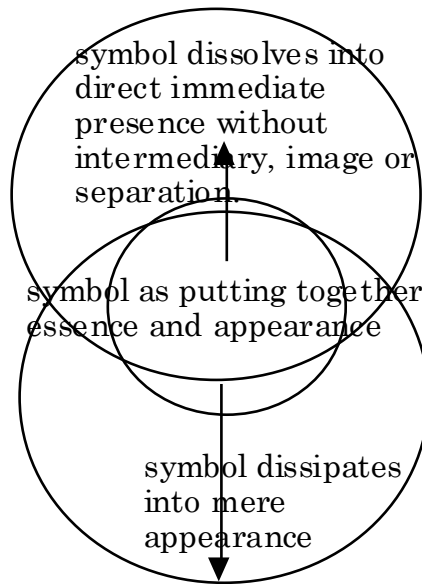 symbol dissolves into
direct immediate
presence without
intermediary, image or
separation.
symbol as putting together
essence and appearance
symbol dissipates
into mere
appearance